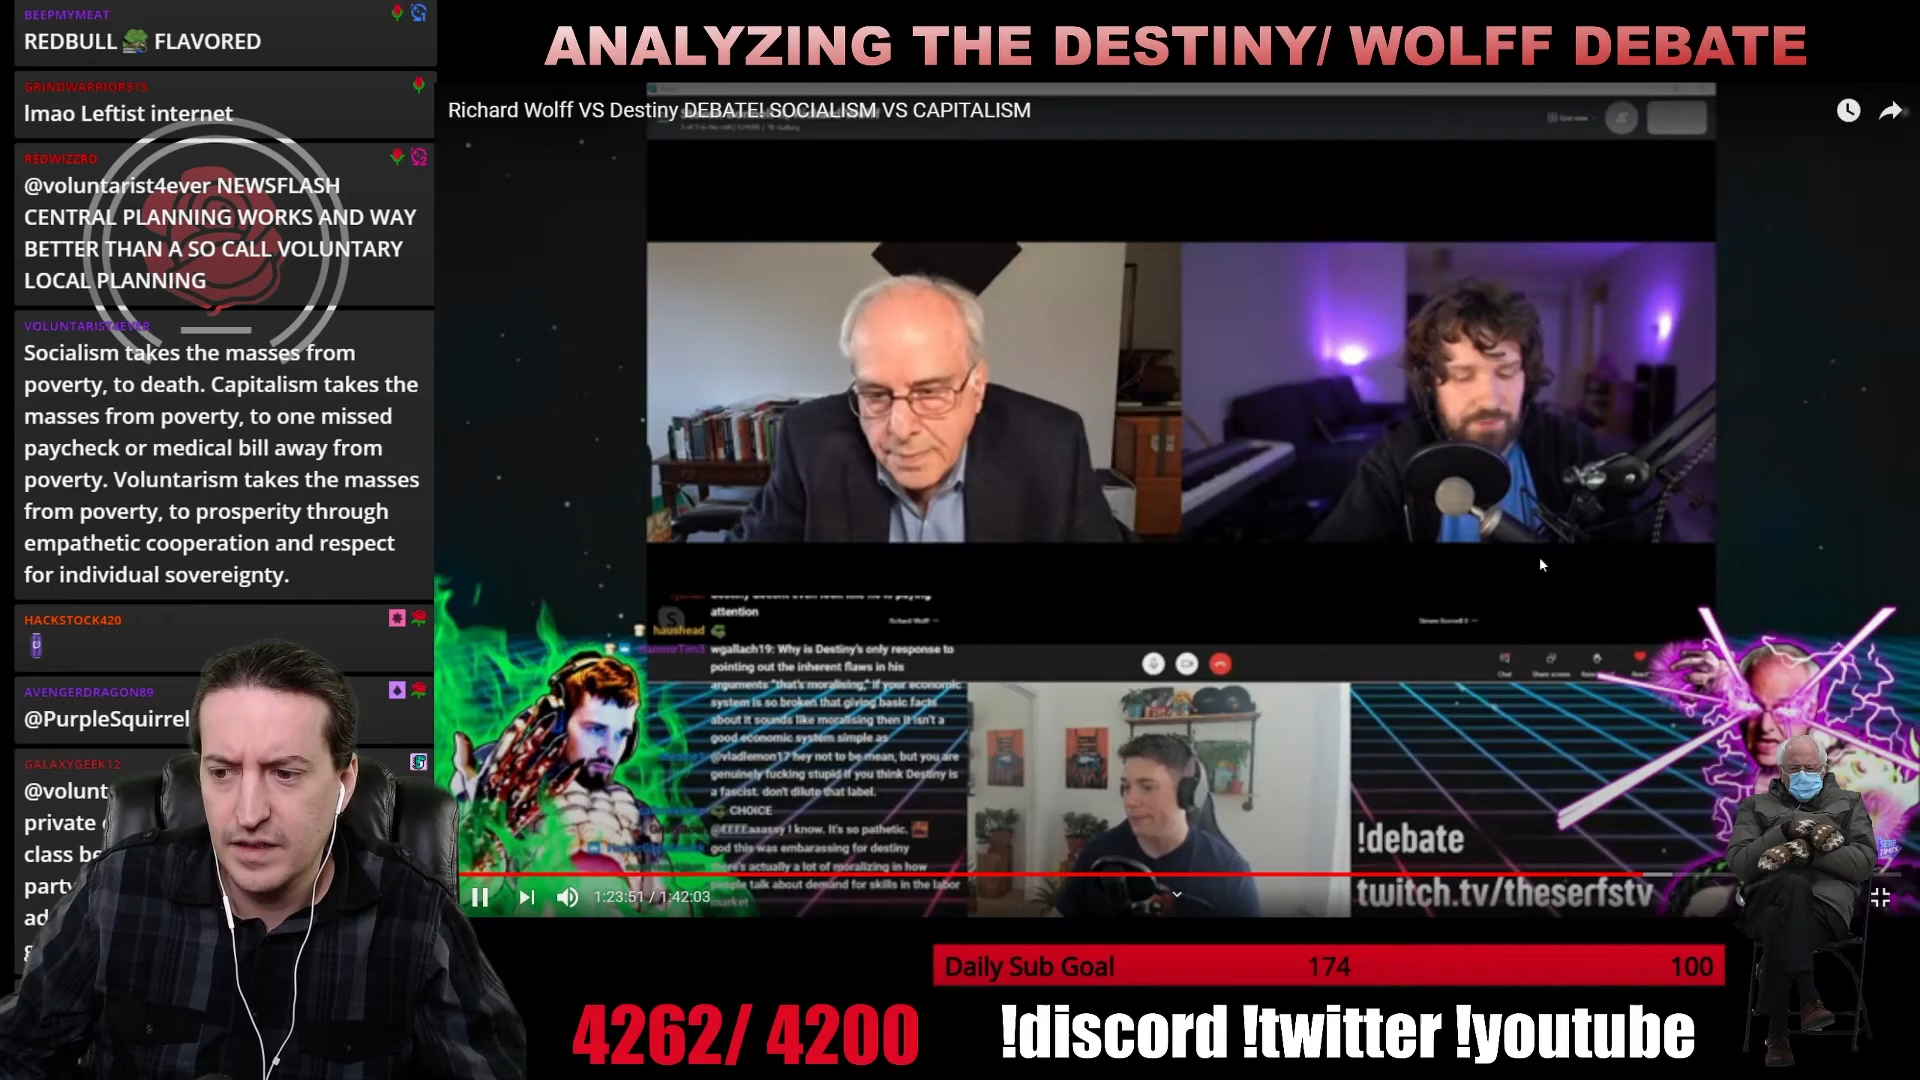 BEEPMYMEAT
REDBULL FLAVORED
GRINDWARRIOR515
lmao Leftist internet
REDWIZZRD
@voluntarist4ever NEWSFLASH
CENTRAL PLANNING WORKS AND WAY
BETTER THAN A SO CALL VOLUNTARY
LOCAL PLANNING
VOLUNTARIST4EVER
Socialism takes the masses from
poverty, to death. Capitalism takes the
masses from poverty, to one missed
paycheck or medical bill away from
poverty. Voluntarism takes the masses
from poverty, to prosperity through
empathetic cooperation and respect
for individual sovereignty.
HACKSTOCK420
AVENGERDRAGON89
@PurpleSquirrel
GALAXYGEEK12
@volunt
private
class be
party
ad
ANALYZING THE DESTINY/ WOLFF DEBATE
Richard Wolff VS Destiny DEBATE! SOCIALISM VS CAPITALISM
attention
Richard Wolff
haushead
wgallach19: Why is Destiny's only response to
pointing out the inherent flaws in his
arguments "that's moralising," if your economic
system is so broken that giving basic facts
about it sounds like moralising then it isn't a
good economic system simple as
@vladlemon17 hey not to be mean, but you are
genuinely fucking stupid if you think Destiny is
a fascist. don't dilute that label.
CHOICE
@EEEEaaassy I know. It's so pathetic.
god this was embarassing for destiny
there's actually a lot of moralizing in how
people talk about demand for skills in the labor
market
1:23:51 / 1:42:03
!debate
twitch.tv/theserfstv
Daily Sub Goal 174 100
4262/ 4200
!discord !twitter !youtube